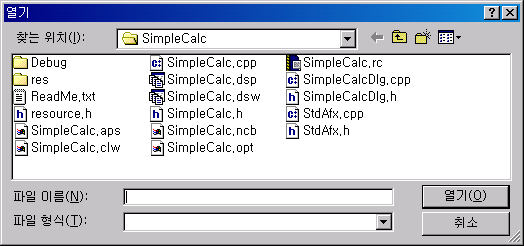 열기
찾는 위치(I): SimpleCalc
Debug SimpleCalc.cpp SimpleCalc.rc
res SimpleCalc.dsp SimpleCalcDlg.cpp
ReadMe.txt SimpleCalc.dsw SimpleCalcDlg.h
resource.h SimpleCalc.h StdAfx.cpp
SimpleCalc.aps SimpleCalc.ncb StdAfx.h
SimpleCalc.clw SimpleCalc.opt
파일 이름(N): 열기(O)
파일 형식(T): 취소